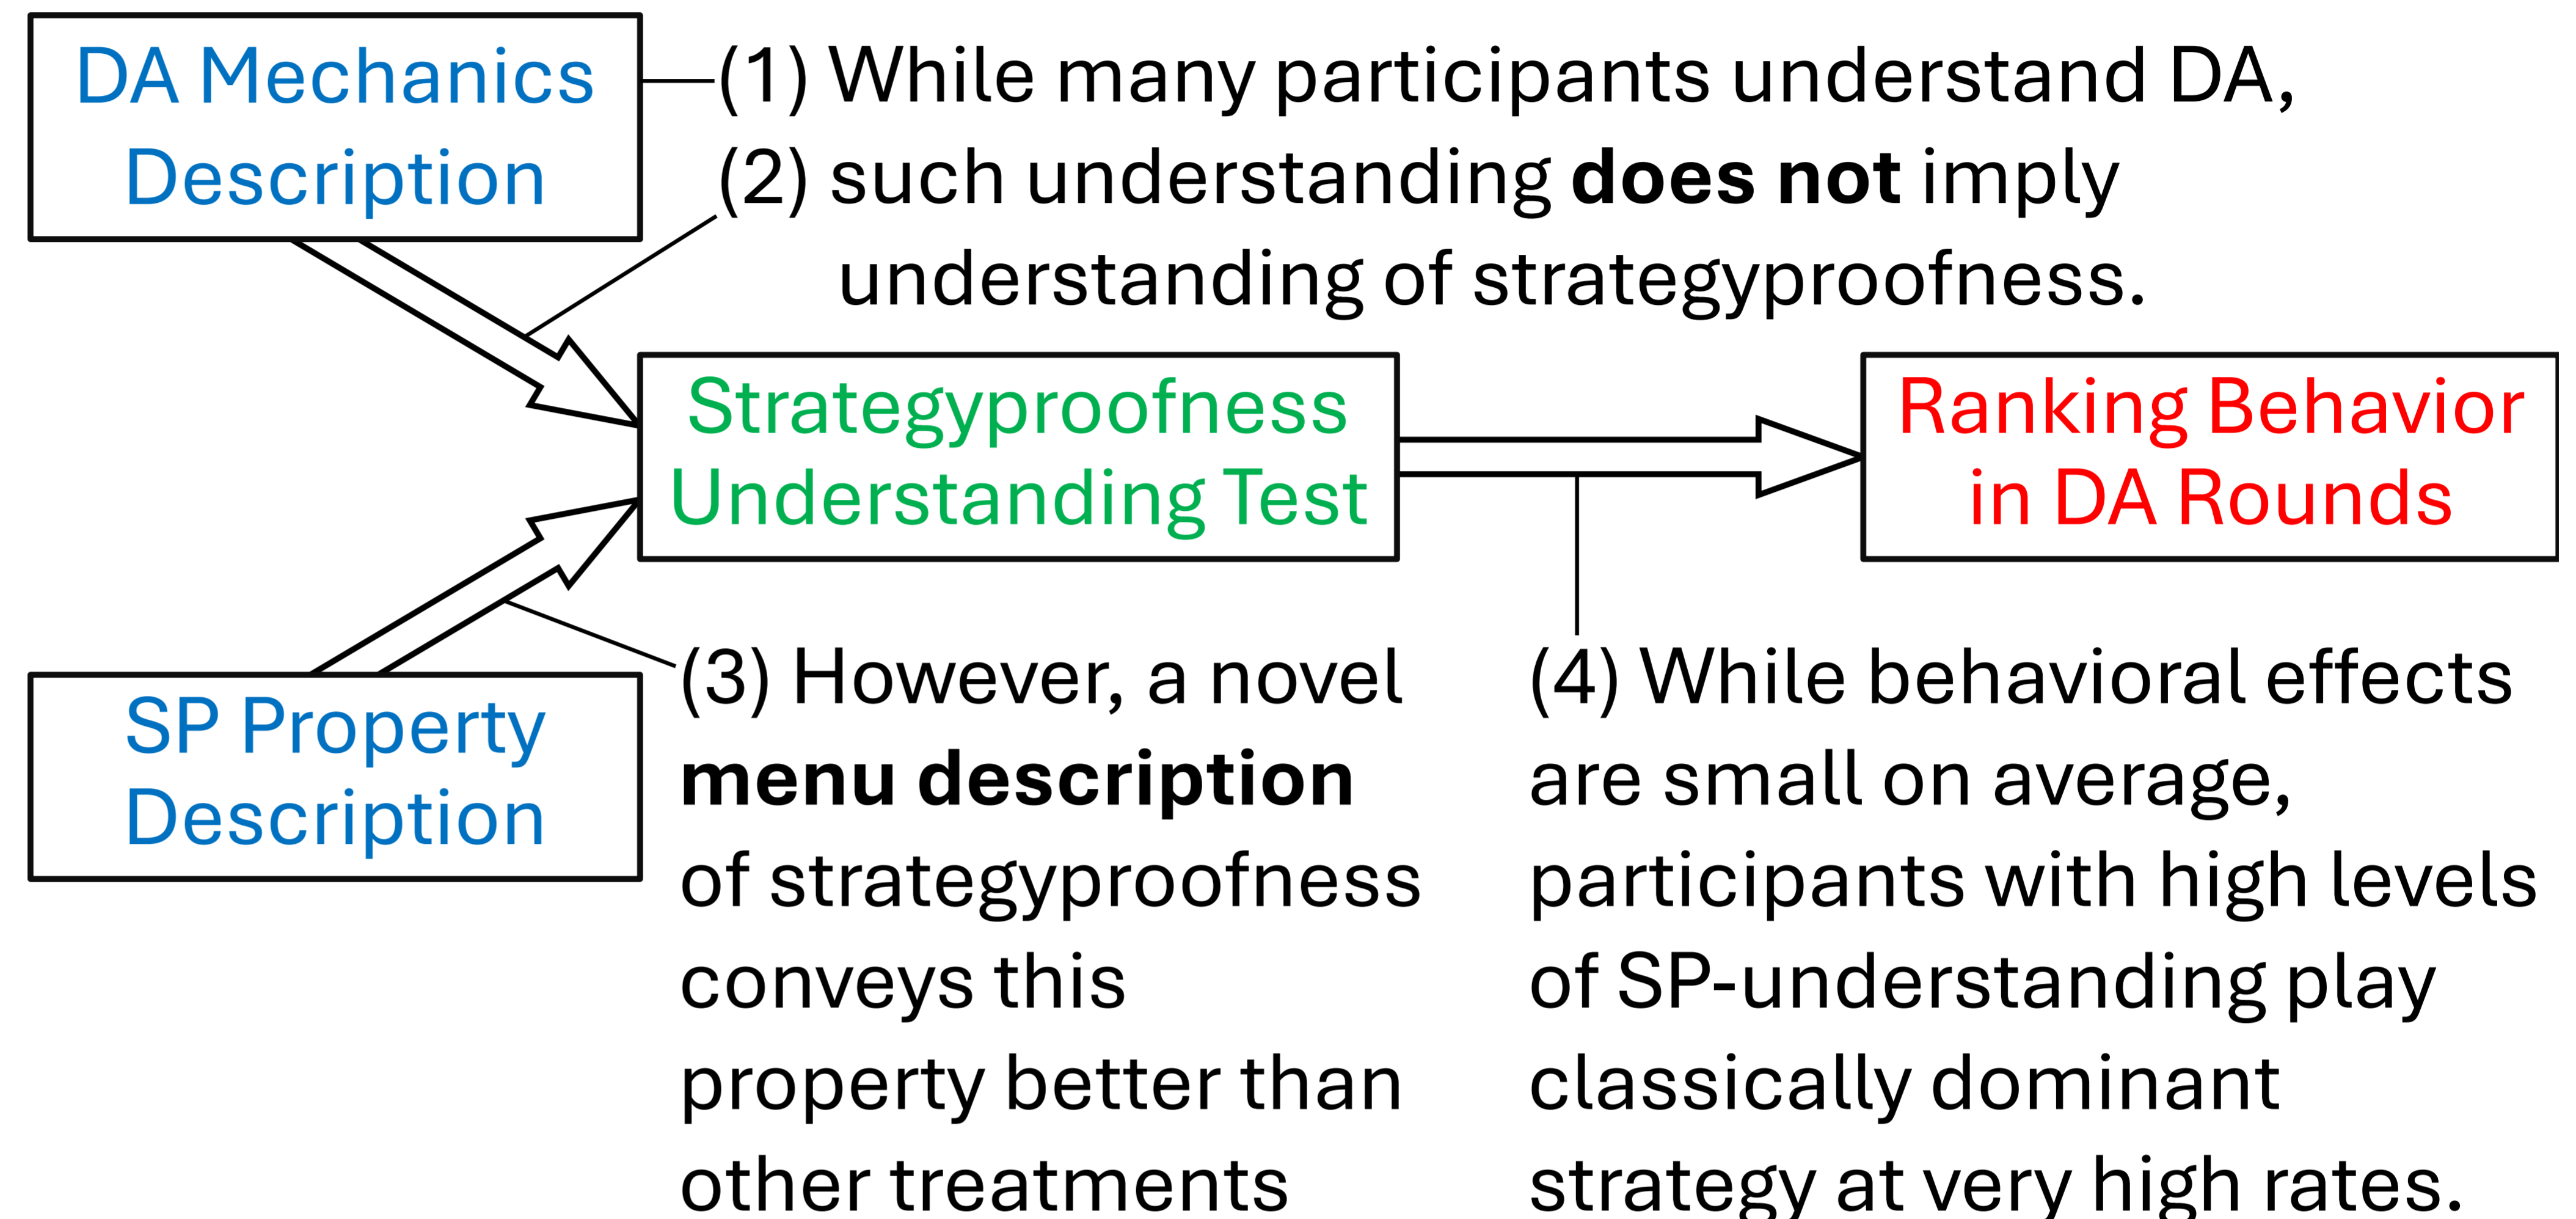 DA Mechanics
Description
(1) While many participants understand DA,
(2) such understanding does not imply
understanding of strategyproofness.
Strategyproofness
Understanding Test
Ranking Behavior
in DA Rounds
SP Property
Description
(3) However, a novel
menu description
of strategyproofness
conveys this
property better than
other treatments
(4) While behavioral effects
are small on average,
participants with high levels
of SP-understanding play
classically dominant
strategy at very high rates.